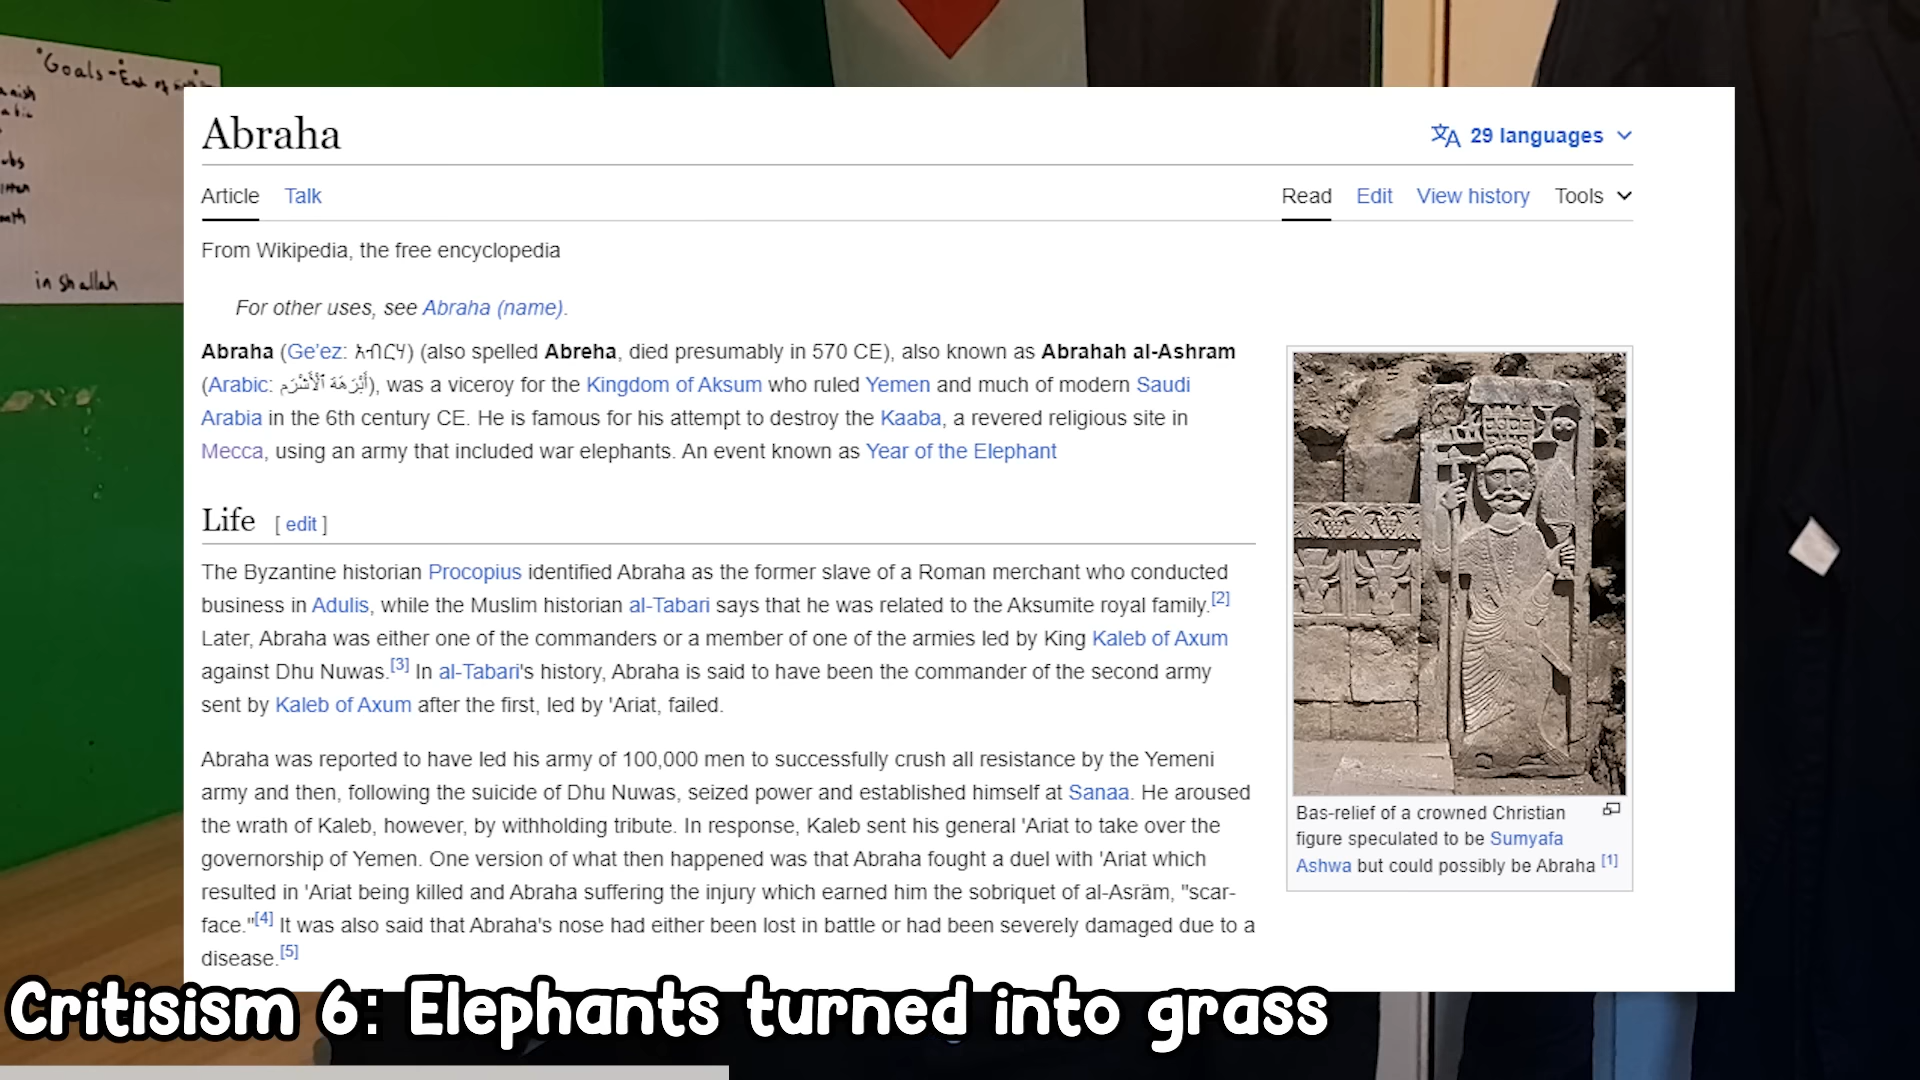 Goals - End of
anish
abic
ubs
in shallah
Abraha
29 languages
Article Talk
Read Edit View history Tools
From Wikipedia, the free encyclopedia
For other uses, see Abraha (name).
Abraha (Ge'ez: አብርሃ) (also spelled Abreha, died presumably in 570 CE), also known as Abrahah al-Ashram
(Arabic: أَبْرَهَة ٱلْأَشْرَم), was a viceroy for the Kingdom of Aksum who ruled Yemen and much of modern Saudi
Arabia in the 6th century CE. He is famous for his attempt to destroy the Kaaba, a revered religious site in
Mecca, using an army that included war elephants. An event known as Year of the Elephant
Life [ edit ]
The Byzantine historian Procopius identified Abraha as the former slave of a Roman merchant who conducted
business in Adulis, while the Muslim historian al-Tabari says that he was related to the Aksumite royal family.[2]
Later, Abraha was either one of the commanders or a member of one of the armies led by King Kaleb of Axum
against Dhu Nuwas.[3] In al-Tabari's history, Abraha is said to have been the commander of the second army
sent by Kaleb of Axum after the first, led by 'Ariat, failed.
Abraha was reported to have led his army of 100,000 men to successfully crush all resistance by the Yemeni
army and then, following the suicide of Dhu Nuwas, seized power and established himself at Sanaa. He aroused
the wrath of Kaleb, however, by withholding tribute. In response, Kaleb sent his general 'Ariat to take over the
governorship of Yemen. One version of what then happened was that Abraha fought a duel with 'Ariat which
resulted in 'Ariat being killed and Abraha suffering the injury which earned him the sobriquet of al-Asräm, "scar-
face."[4] It was also said that Abraha's nose had either been lost in battle or had been severely damaged due to a
disease.[5]
Bas-relief of a crowned Christian
figure speculated to be Sumyafa
Ashwa but could possibly be Abraha [1]
Critisism 6: Elephants turned into grass